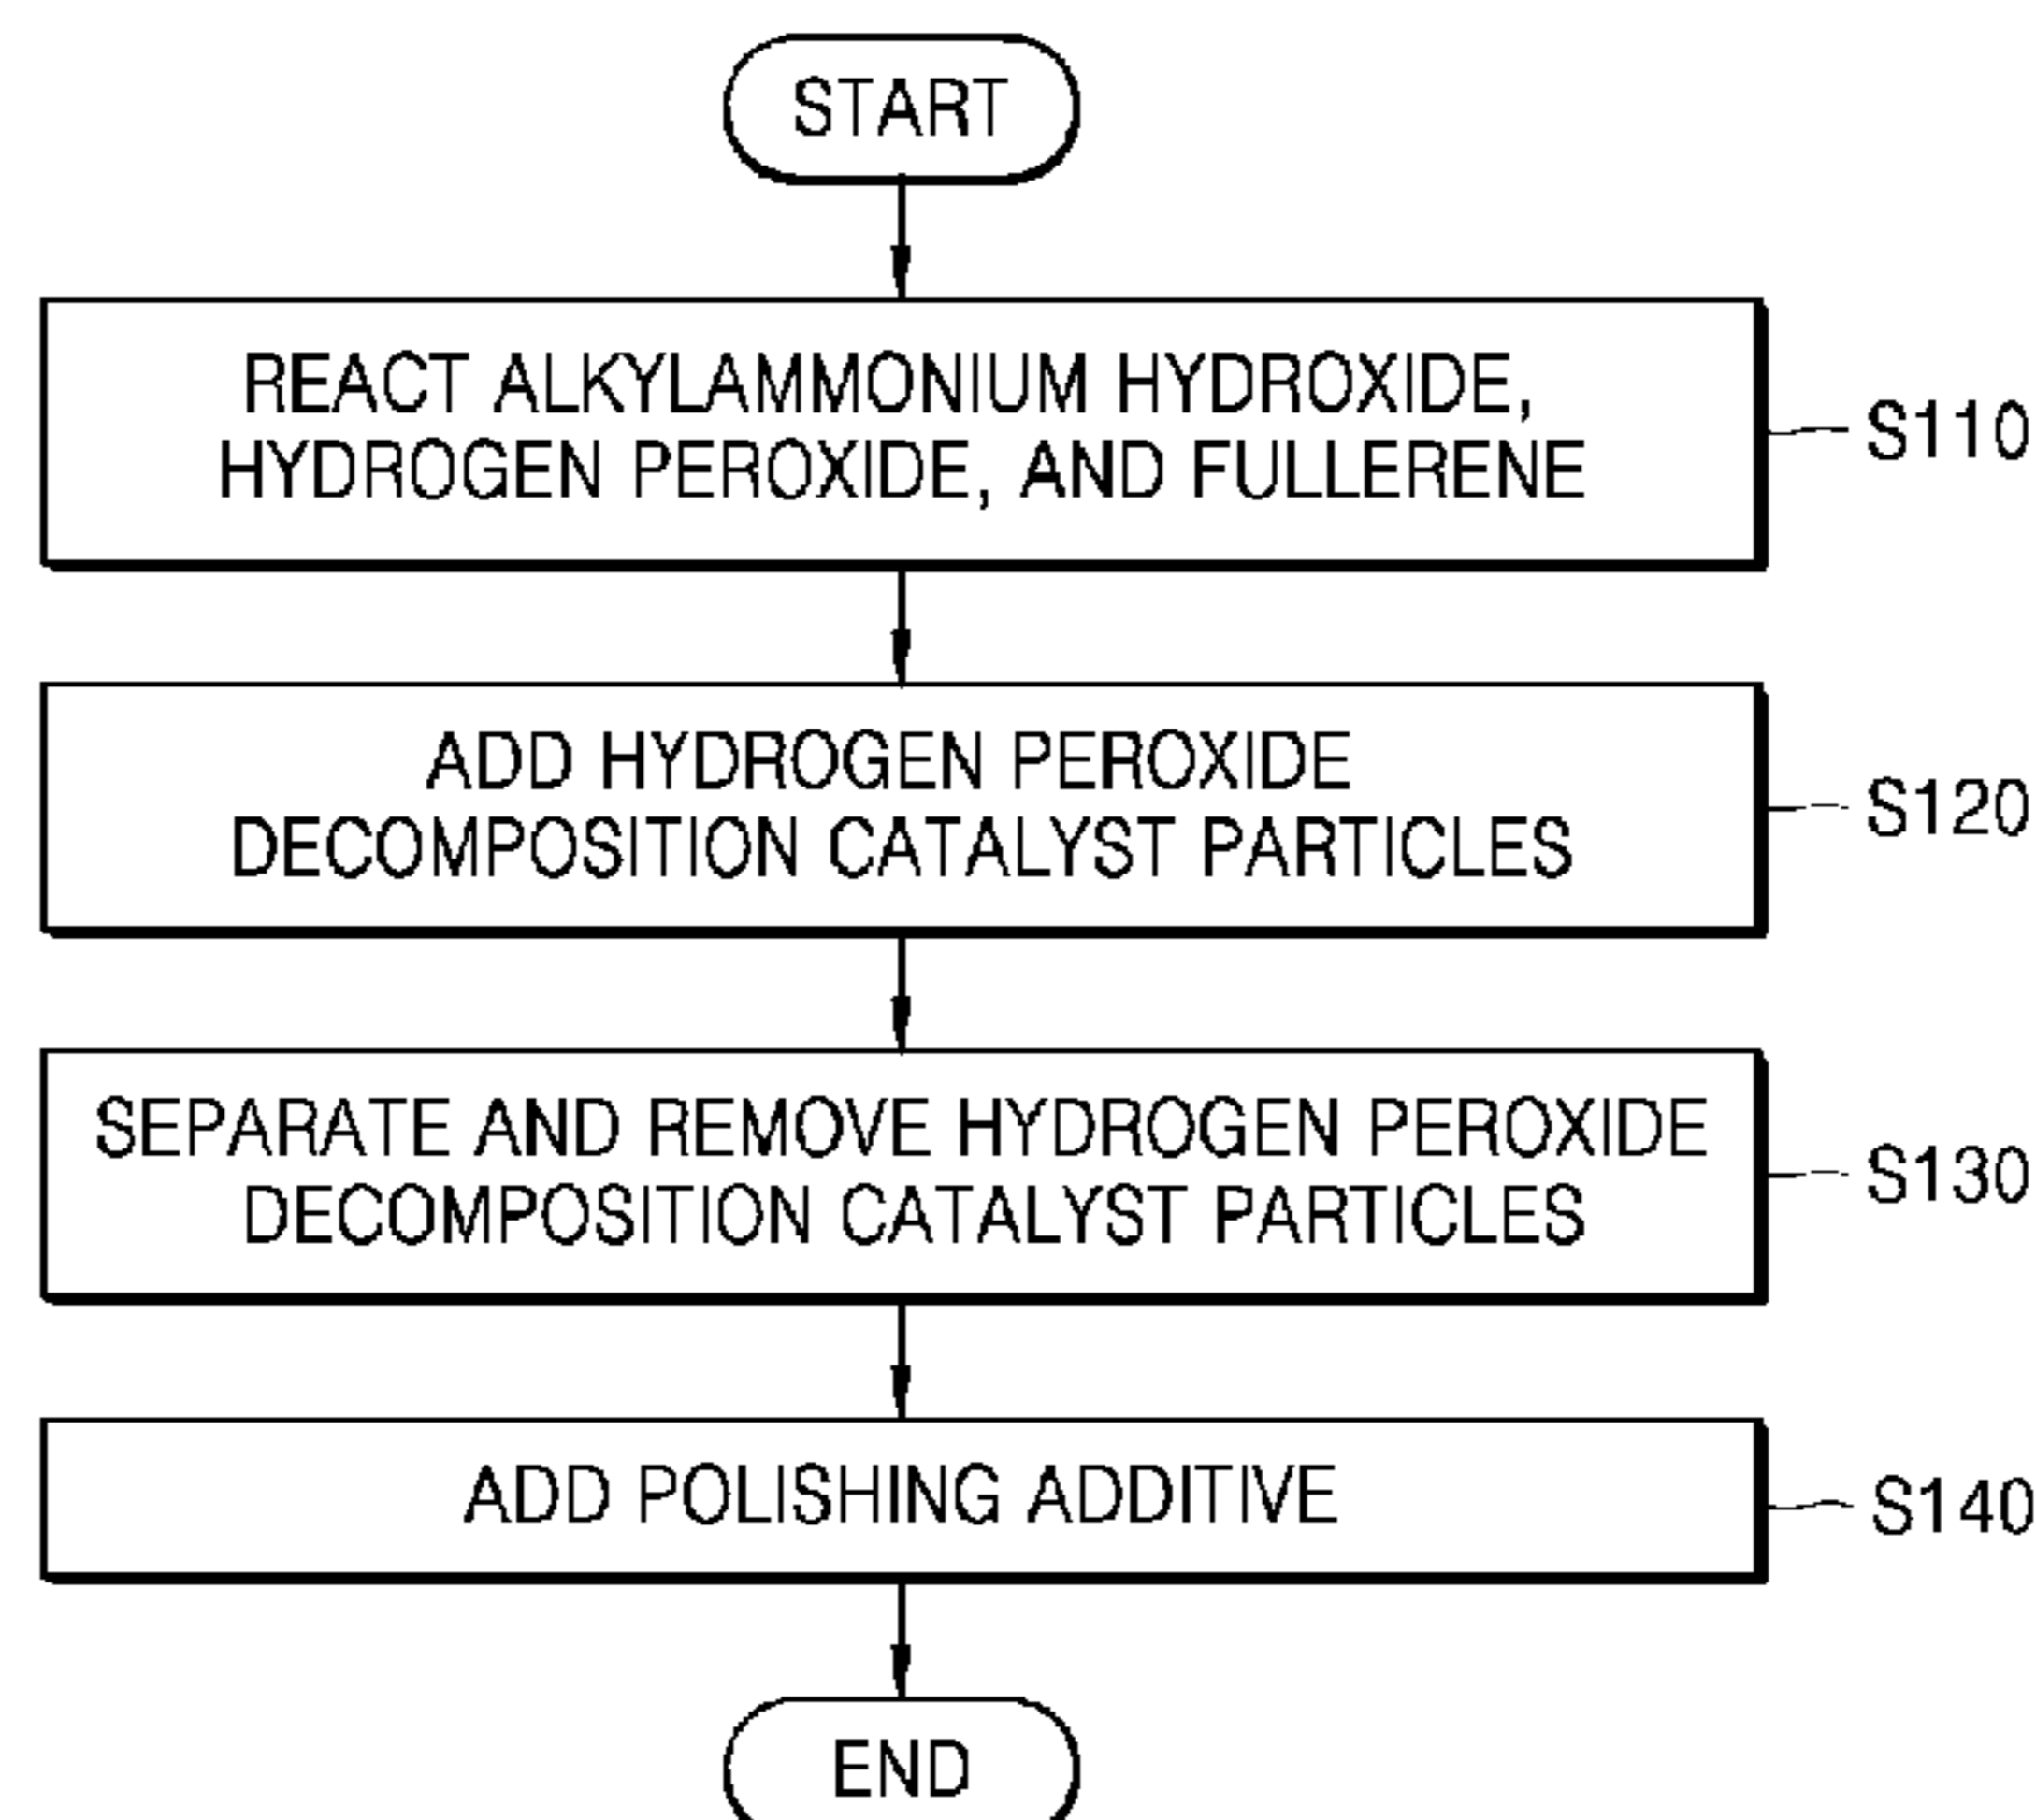 START
REACT ALKYLAMMONIUM HYDROXIDE,
HYDROGEN PEROXIDE, AND FULLERENE
S110
ADD HYDROGEN PEROXIDE
DECOMPOSITION CATALYST PARTICLES
S120
SEPARATE AND REMOVE HYDROGEN PEROXIDE
DECOMPOSITION CATALYST PARTICLES
S130
ADD POLISHING ADDITIVE
S140
END